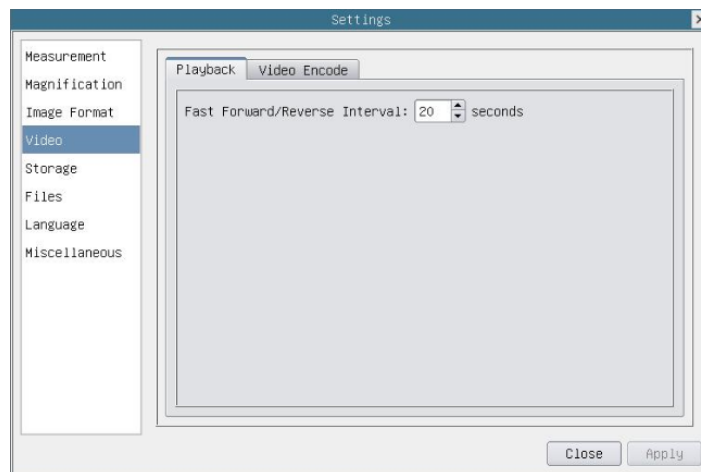 Settings
Measurement
Magnification
Image Format
Video
Storage
Files
Language
Miscellaneous
Playback
Video Encode
Fast Forward/Reverse Interval: 20 seconds
Close
Apply